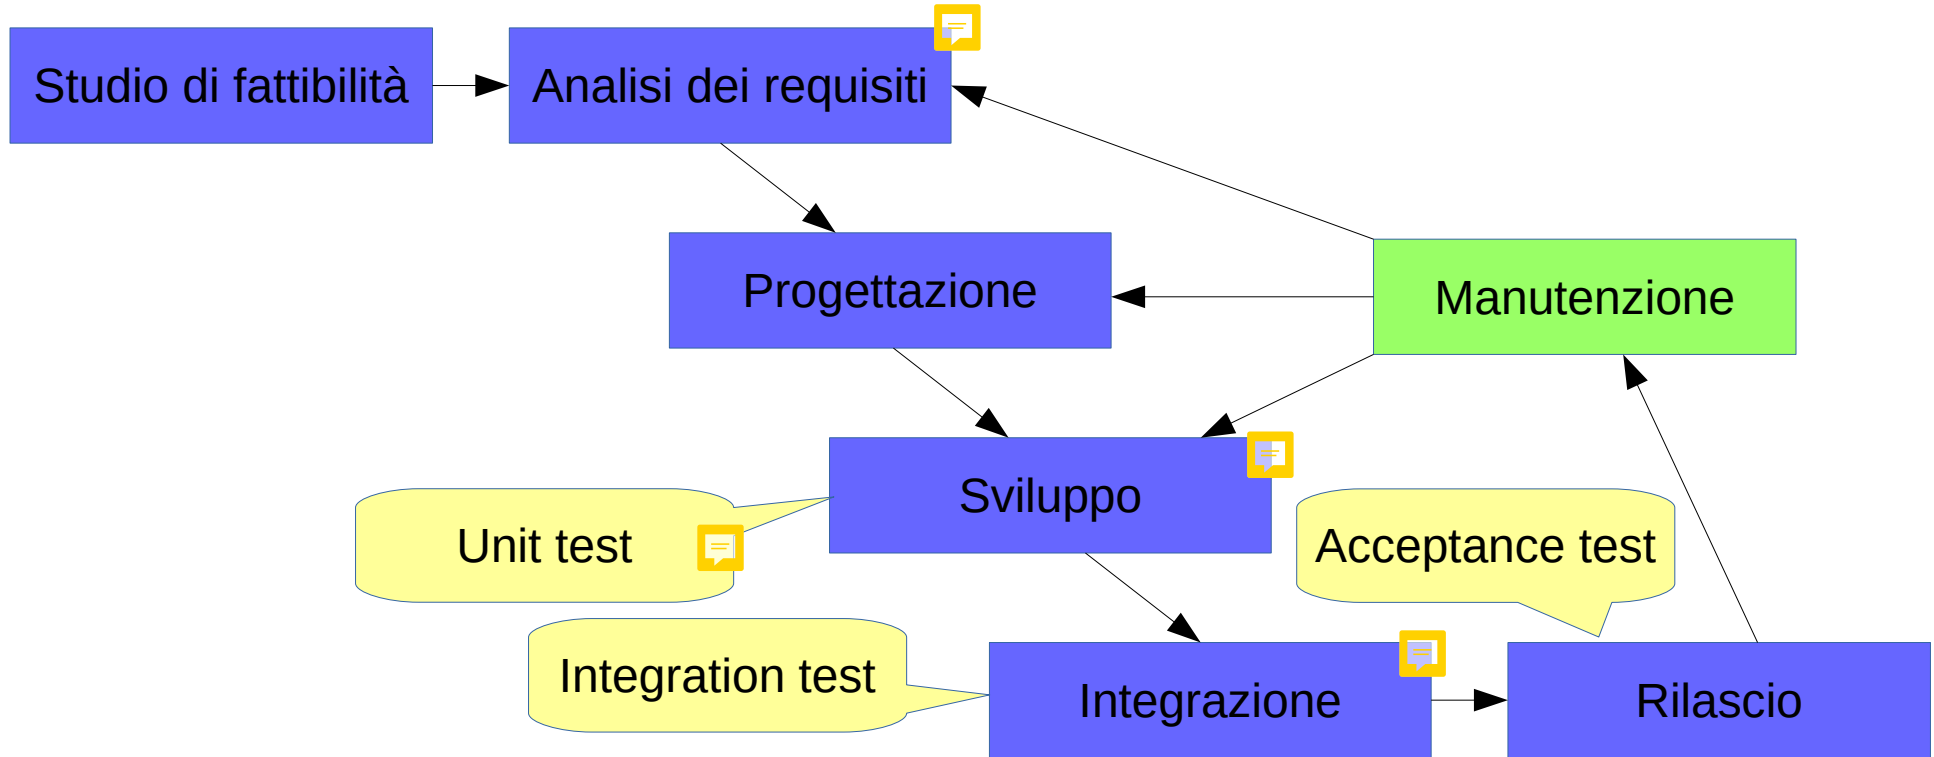 Studio di fattibilità
Analisi dei requisiti
Progettazione
Manutenzione
Sviluppo
Unit test
Acceptance test
Integration test
Integrazione
Rilascio